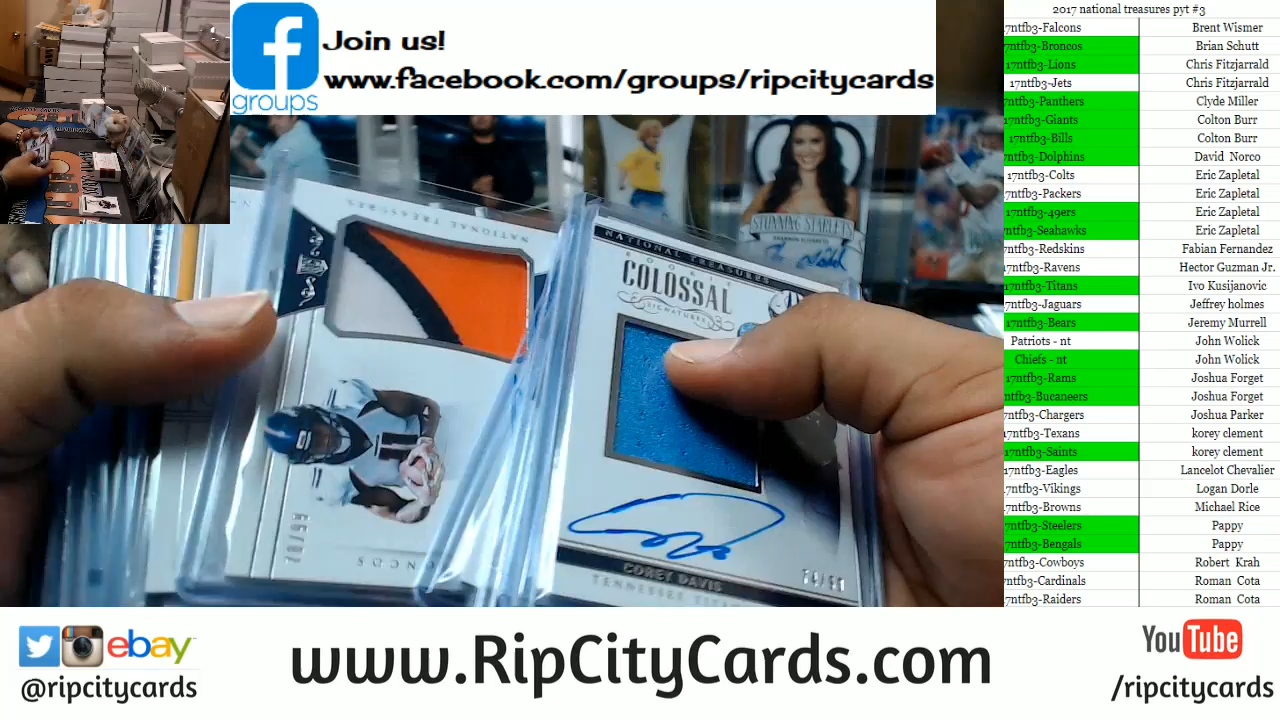 Join us!
www.facebook.com/groups/ripcitycards
groups
2017 national treasures pyt #3
17ntfb3-Falcons Brent Wismer
17ntfb3-Broncos Brian Schutt
17ntfb3-Lions Chris Fitzjarrald
17ntfb3-Jets Chris Fitzjarrald
17ntfb3-Panthers Clyde Miller
17ntfb3-Giants Colton Burr
17ntfb3-Bills Colton Burr
17ntfb3-Dolphins David Norco
17ntfb3-Colts Eric Zapletal
17ntfb3-Packers Eric Zapletal
17ntfb3-49ers Eric Zapletal
17ntfb3-Seahawks Eric Zapletal
17ntfb3-Redskins Fabian Fernandez
17ntfb3-Ravens Hector Guzman Jr.
17ntfb3-Titans Ivo Kusijanovic
17ntfb3-Jaguars Jeffrey holmes
17ntfb3-Bears Jeremy Murrell
Patriots - nt John Wolick
Chiefs - nt John Wolick
17ntfb3-Rams Joshua Forget
ntfb3-Bucaneers Joshua Forget
17ntfb3-Chargers Joshua Parker
17ntfb3-Texans korey clement
17ntfb3-Saints korey clement
17ntfb3-Eagles Lancelot Chevalier
17ntfb3-Vikings Logan Dorle
17ntfb3-Browns Michael Rice
17ntfb3-Steelers Pappy
17ntfb3-Bengals Pappy
17ntfb3-Cowboys Robert Krah
17ntfb3-Cardinals Roman Cota
17ntfb3-Raiders Roman Cota
STUNNING STARLETS
NATIONAL TREASURES
NATIONAL TREASURES
COLOSSAL
SIGNATURES
COREY DAVIS
TENNESSEE
ebay
@ripcitycards
www.RipCityCards.com
YouTube
/ripcitycards